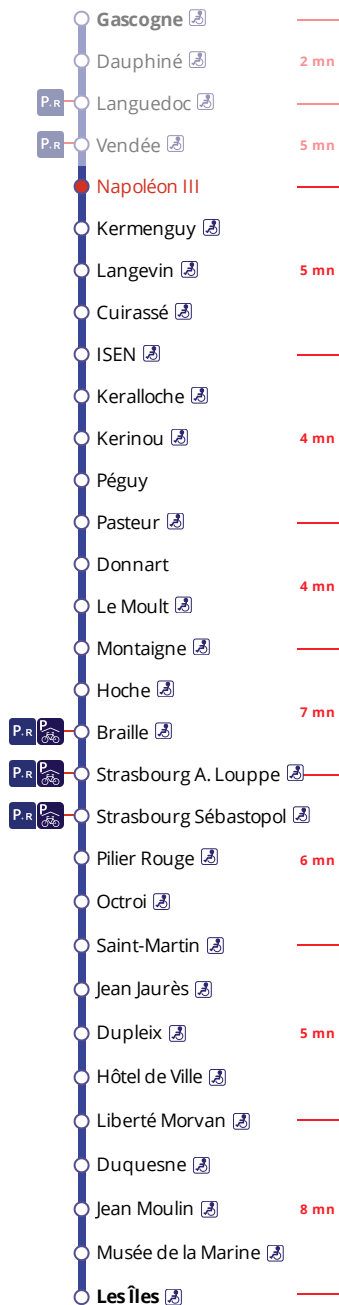 Gascogne
Dauphiné 2 mn
P+R Languedoc
P+R Vendée 5 mn
Napoléon III
Kermenguy
Langevin 5 mn
Cuirassé
ISEN
Keralloche
Kerinou 4 mn
Péguy
Pasteur
Donnart
4 mn
Le Moult
Montaigne
Hoche
7 mn
P+R P Braille
P+R P Strasbourg A. Louppe
P+R P Strasbourg Sébastopol
Pilier Rouge 6 mn
Octroi
Saint-Martin
Jean Jaurès
Dupleix 5 mn
Hôtel de Ville
Liberté Morvan
Duquesne
Jean Moulin 8 mn
Musée de la Marine
Les Îles